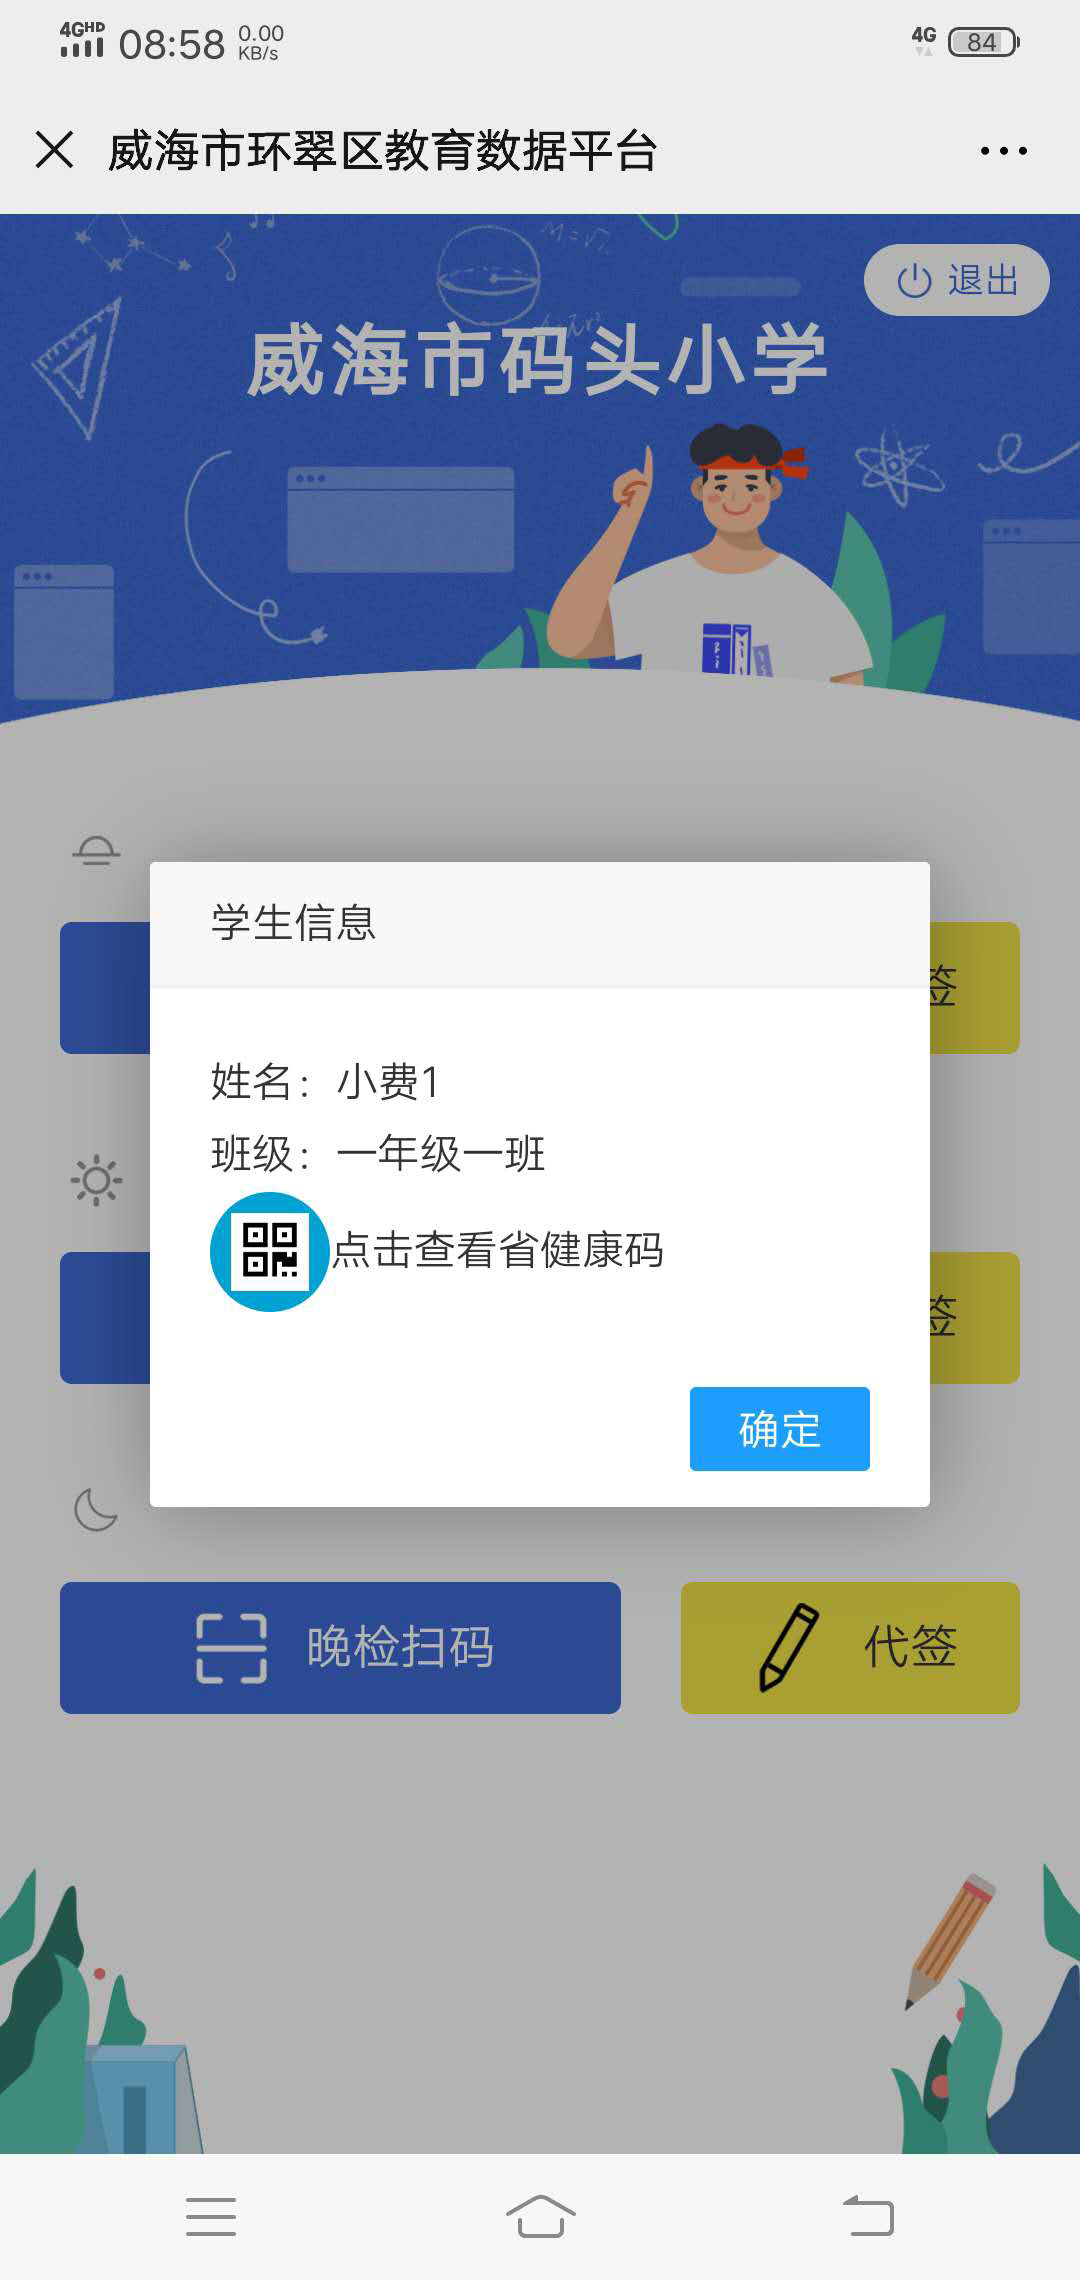 4GHD 08:58 0.00 KB/s 4G 84
威海市环翠区教育数据平台
退出
威海市码头小学
学生信息
签
姓名：小费1
班级：一年级一班
点击查看省健康码
签
确定
晚检扫码
代签